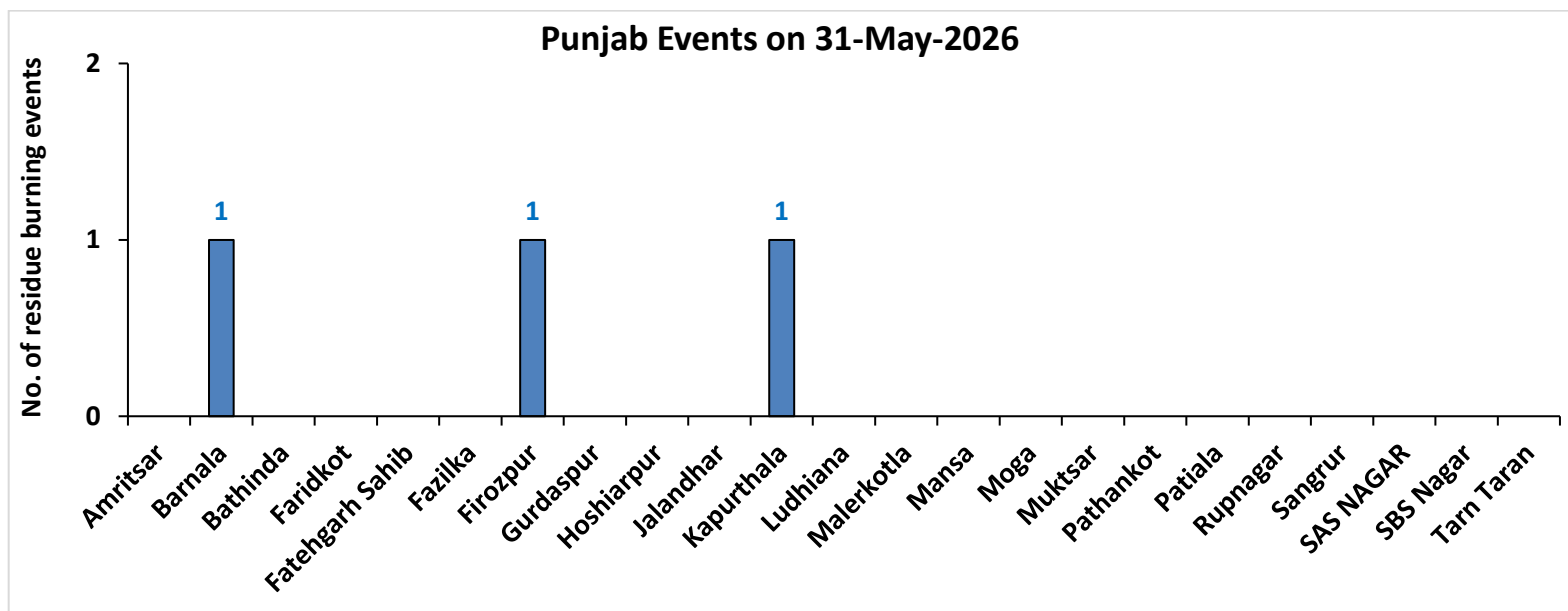 Punjab Events on 31-May-2026
No. of residue burning events
2
1
0
1
1
1
Amritsar
Barnala
Bathinda
Faridkot
Fatehgarh Sahib
Fazilka
Firozpur
Gurdaspur
Hoshiarpur
Jalandhar
Kapurthala
Ludhiana
Malerkotla
Mansa
Moga
Muktsar
Pathankot
Patiala
Rupnagar
Sangrur
SAS NAGAR
SBS Nagar
Tarn Taran